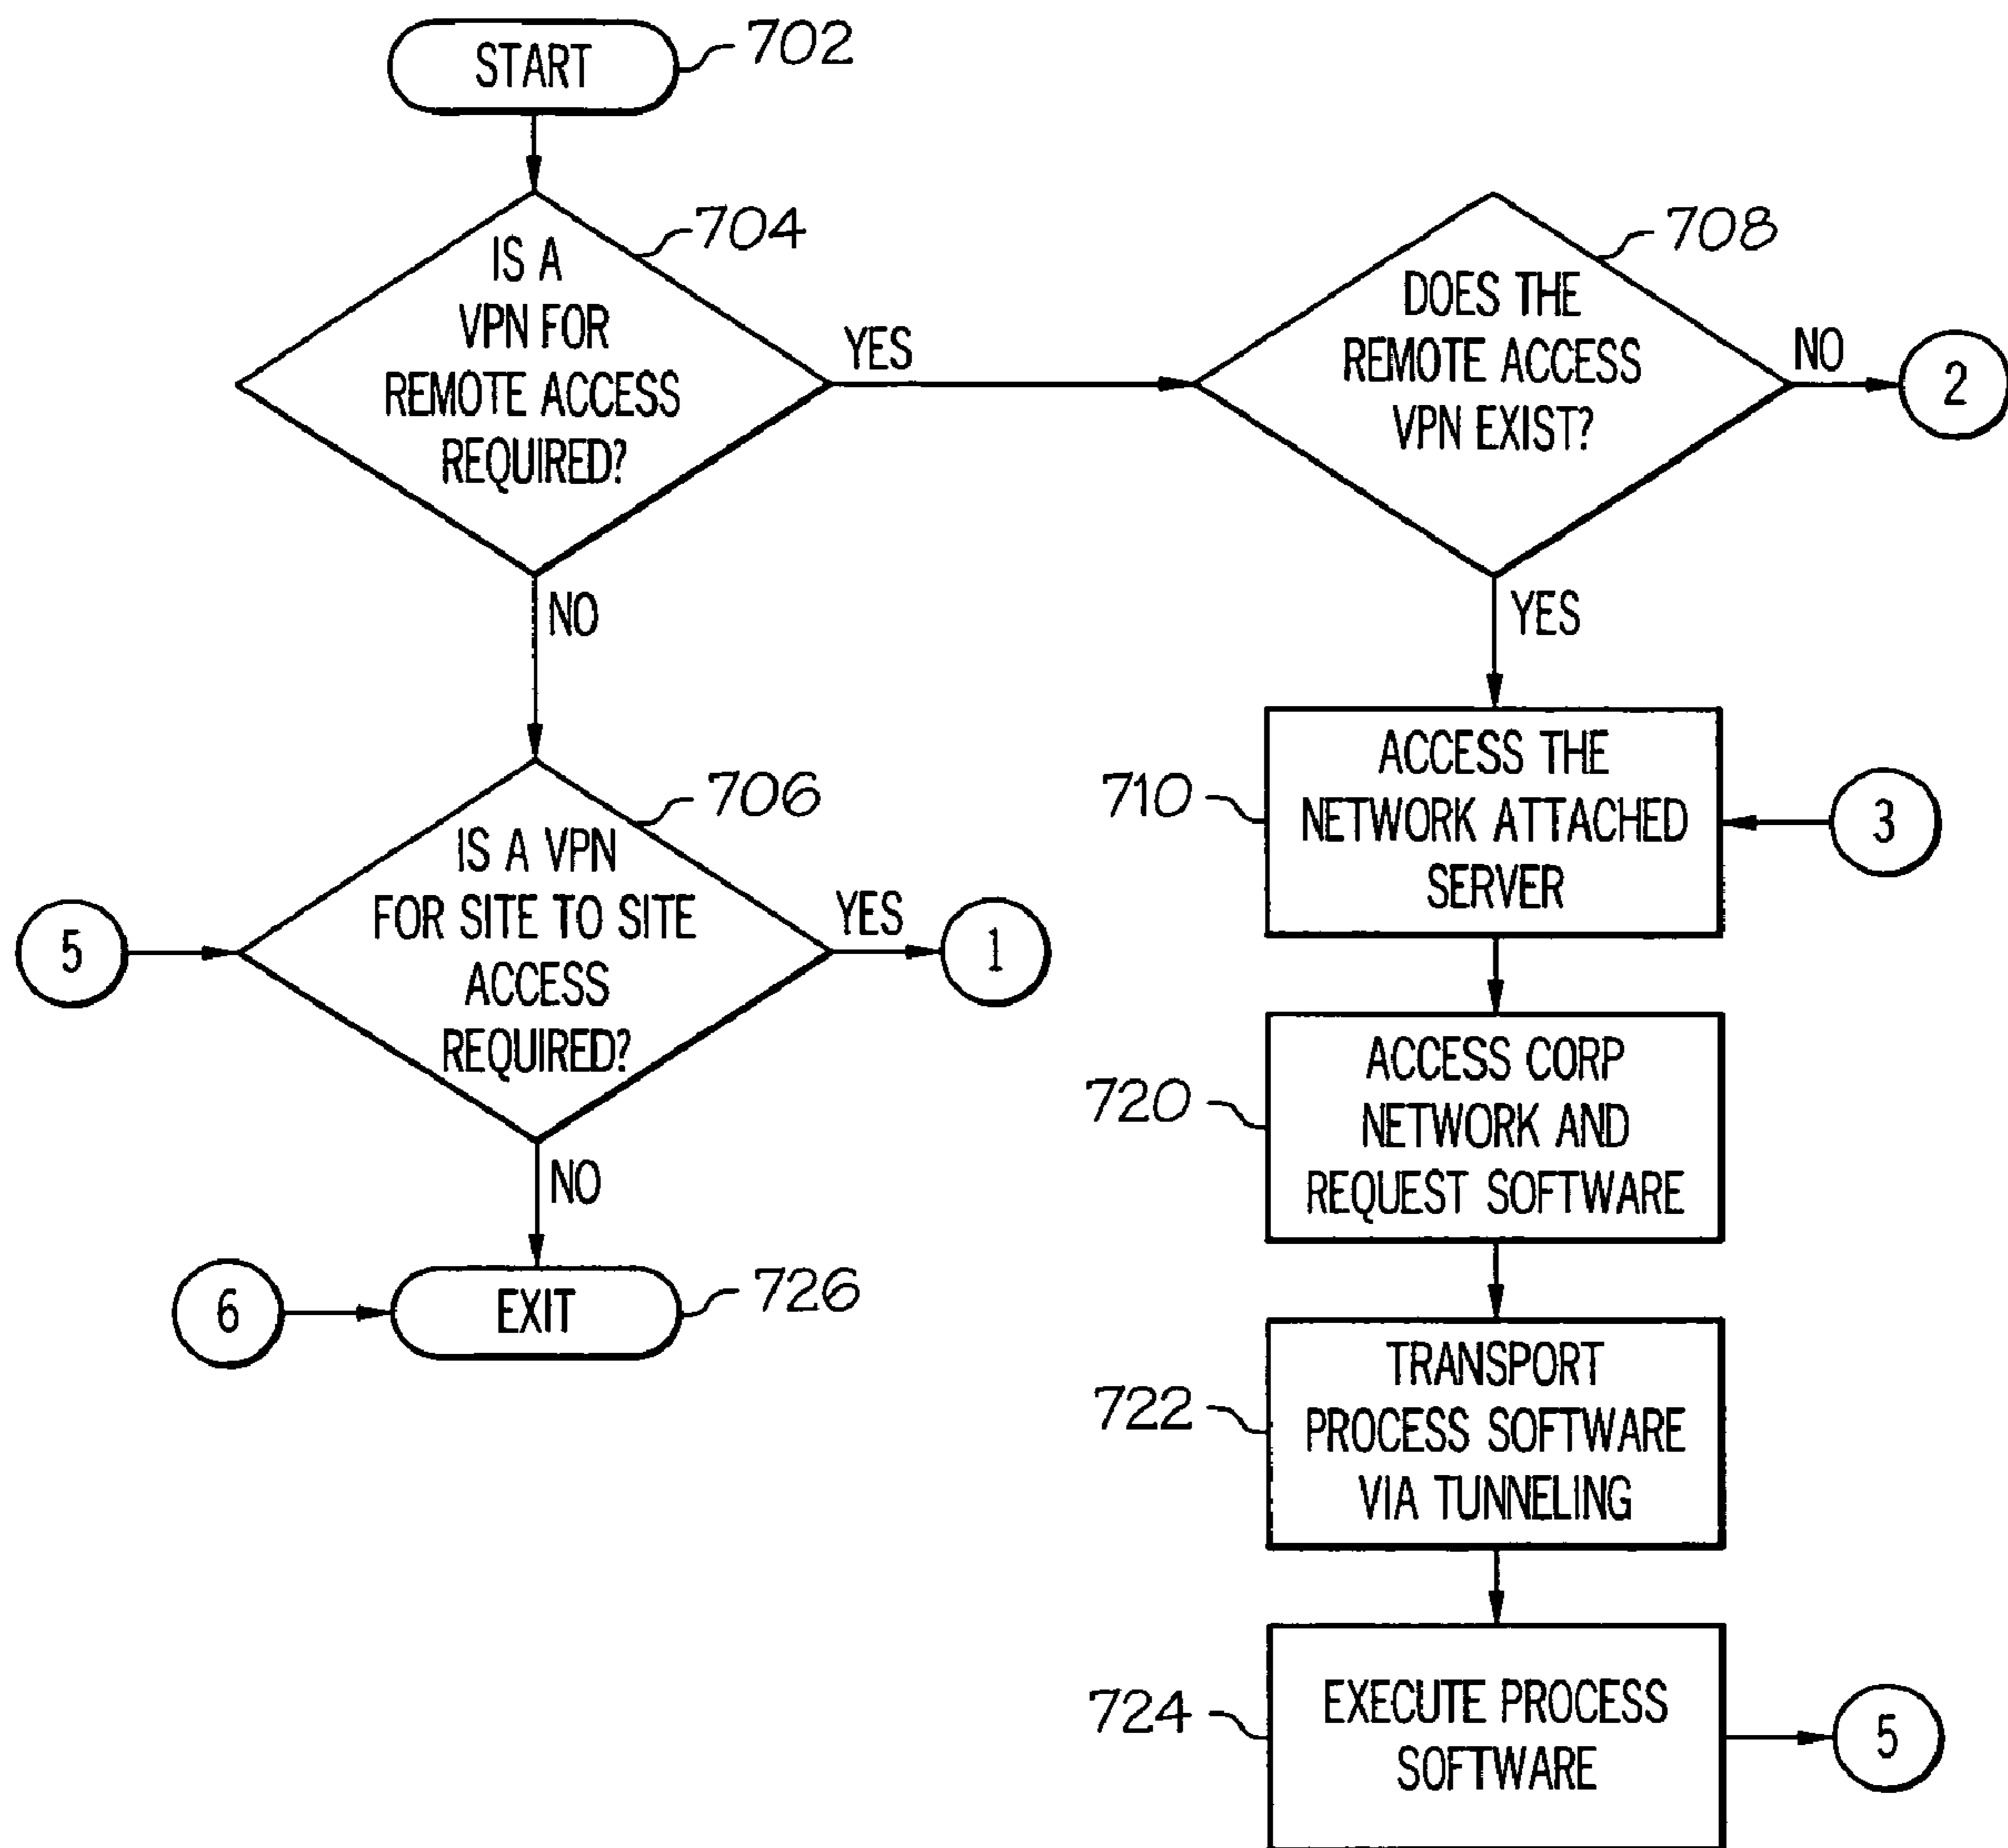 START
702
IS A
VPN FOR
REMOTE ACCESS
REQUIRED?
704
YES
NO
DOES THE
REMOTE ACCESS
VPN EXIST?
708
NO
2
YES
ACCESS THE
NETWORK ATTACHED
SERVER
710
3
IS A VPN
FOR SITE TO SITE
ACCESS
REQUIRED?
706
5
YES
1
NO
ACCESS CORP
NETWORK AND
REQUEST SOFTWARE
720
6
EXIT
726
TRANSPORT
PROCESS SOFTWARE
VIA TUNNELING
722
EXECUTE PROCESS
SOFTWARE
724
5